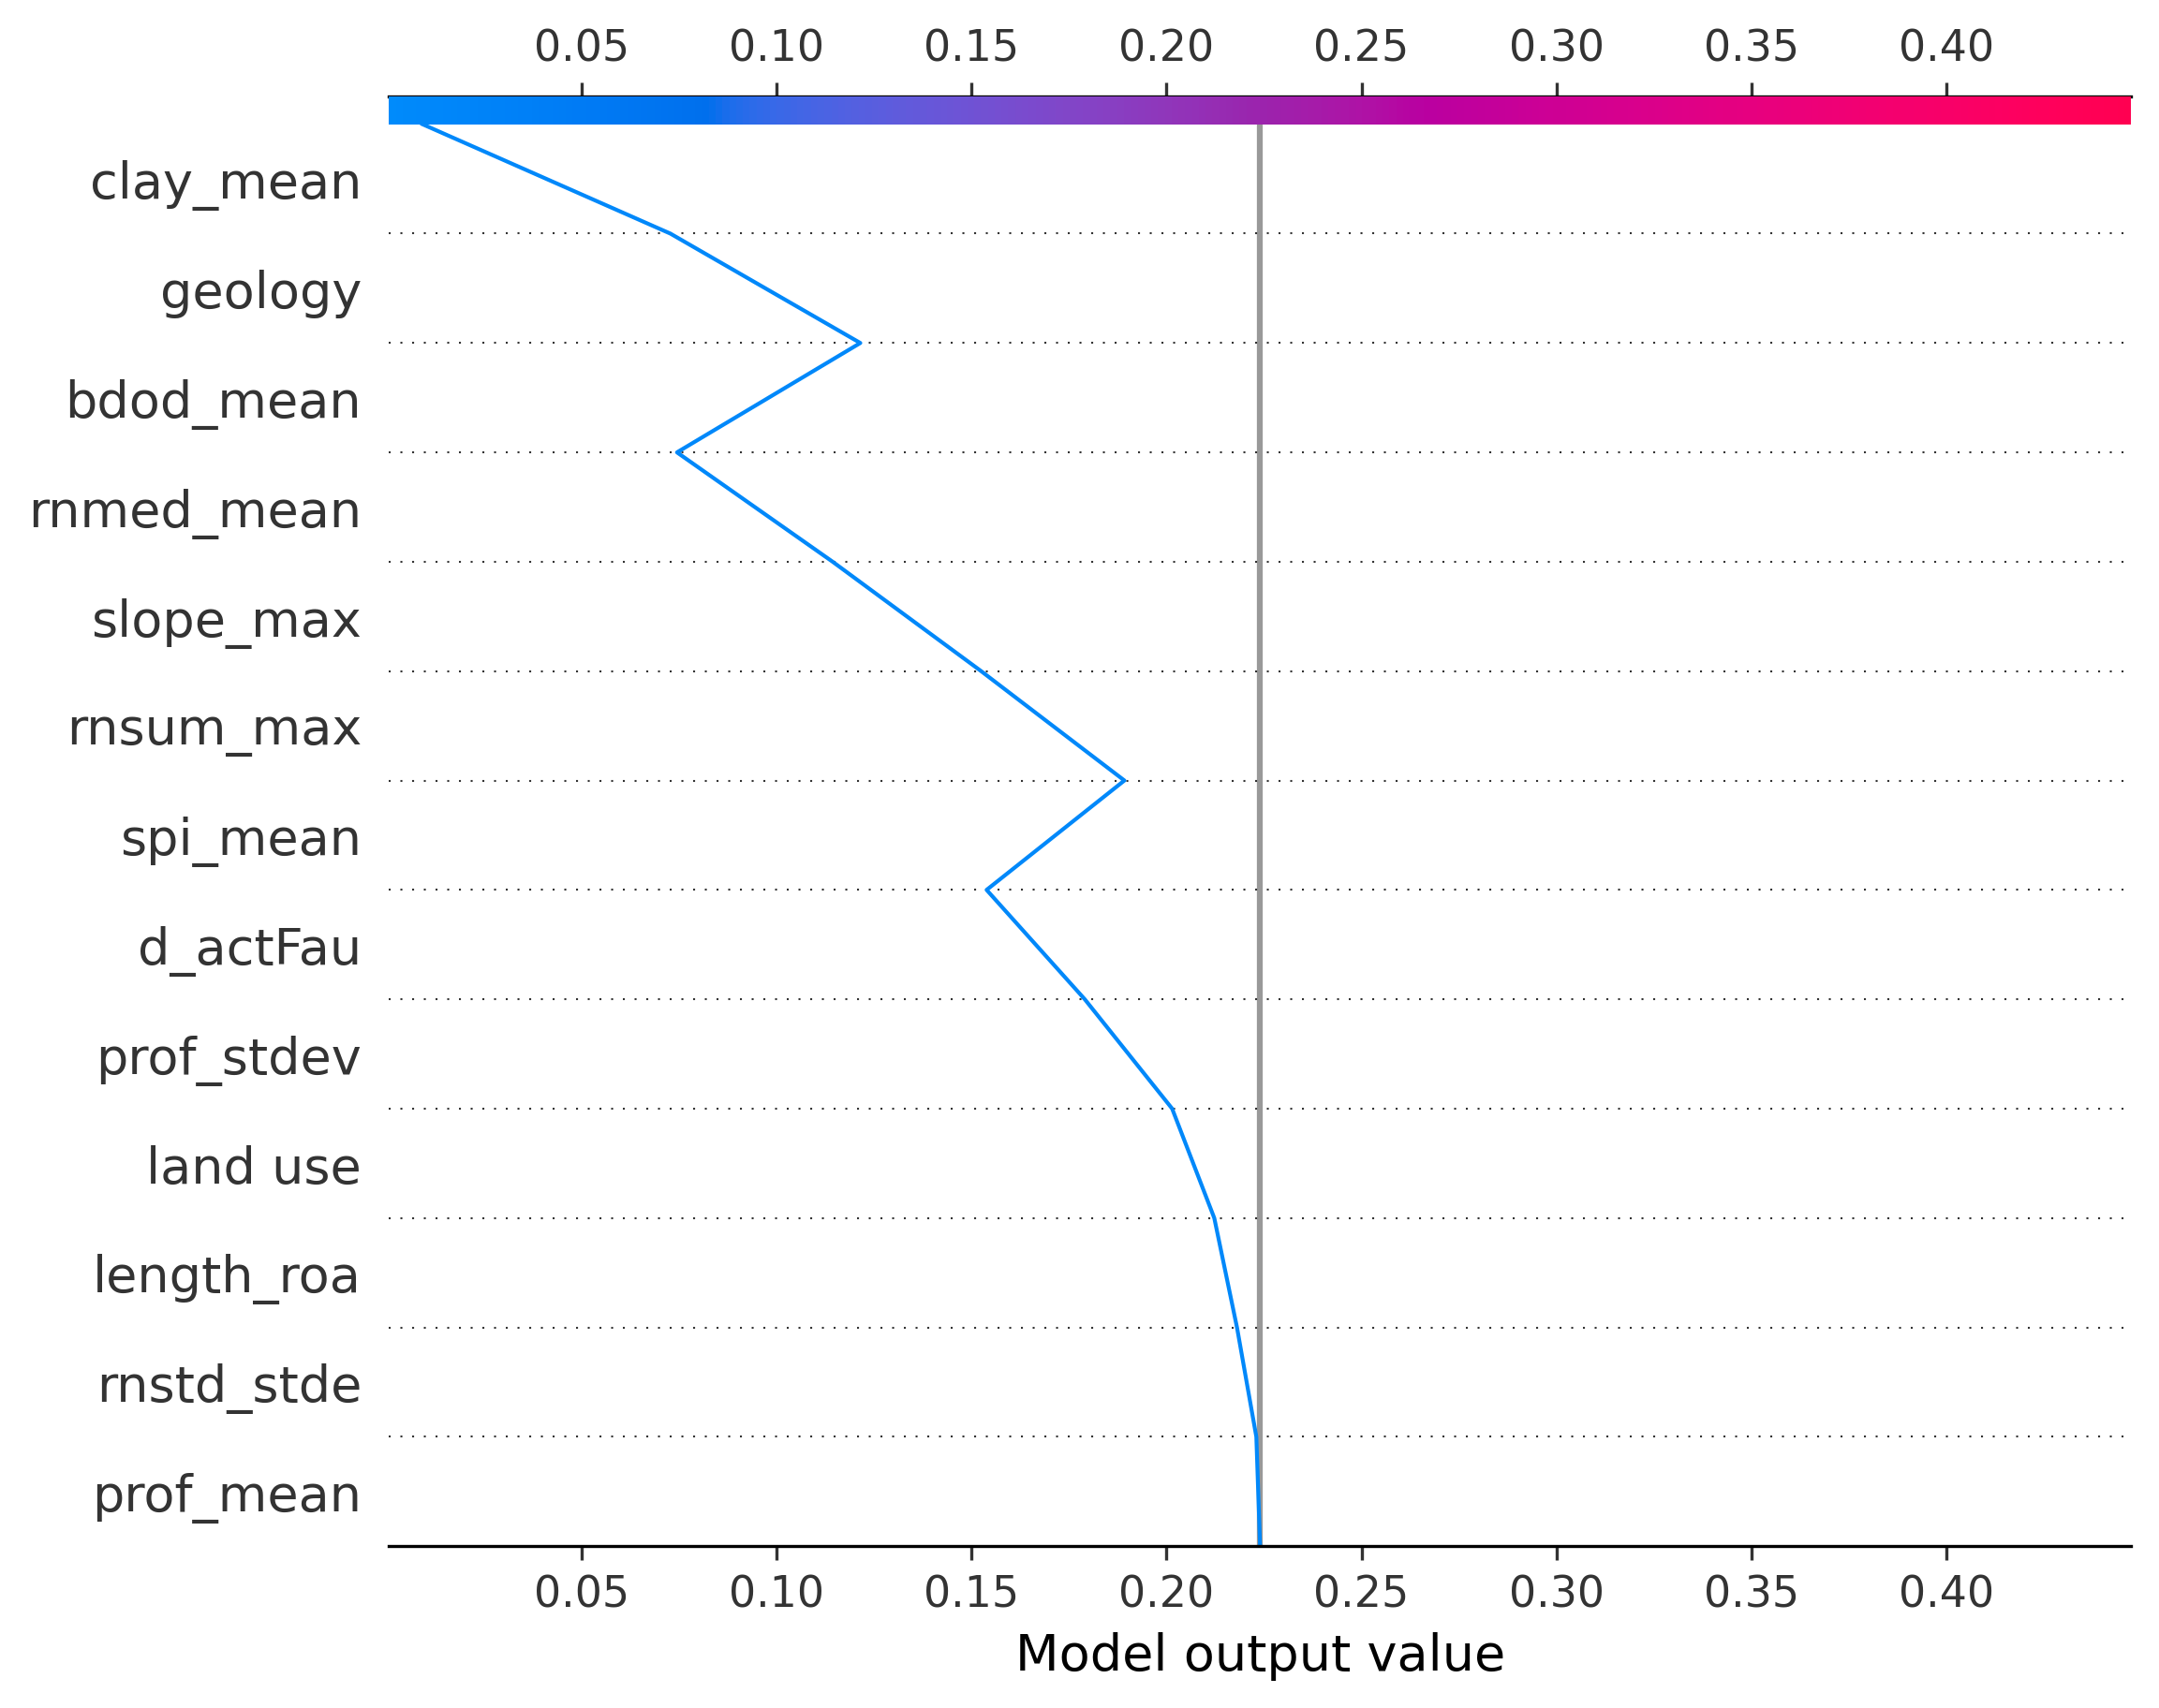 0.05 0.10 0.15 0.20 0.25 0.30 0.35 0.40
clay_mean
geology
bdod_mean
rnmed_mean
slope_max
rnsum_max
spi_mean
d_actFau
prof_stdev
land use
length_roa
rnstd_stde
prof_mean
0.05 0.10 0.15 0.20 0.25 0.30 0.35 0.40
Model output value